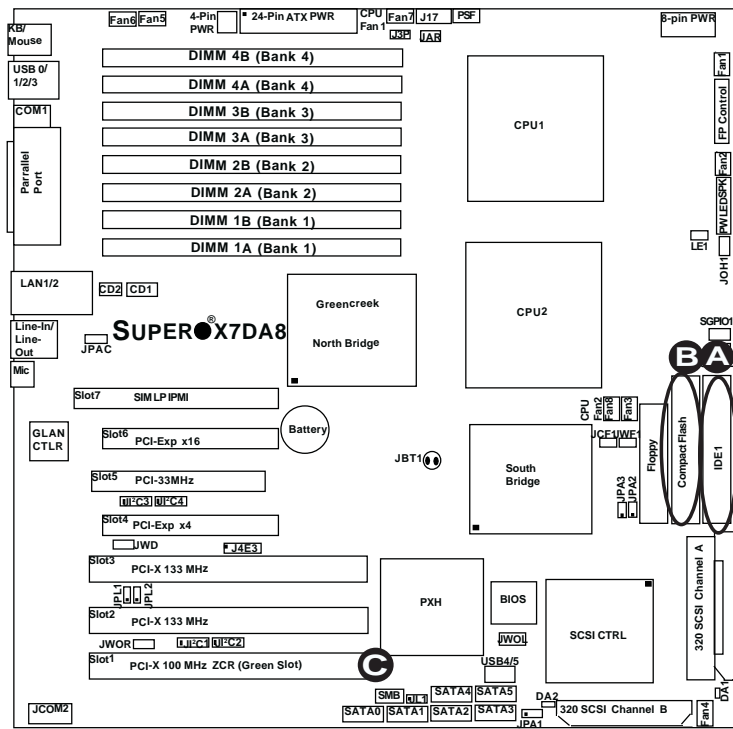 Fan6 Fan5
4-Pin PWR
24-Pin ATX PWR
CPU Fan 1
Fan7
J17
PSF
J3P
JAR
8-pin PWR
KB/ Mouse
USB 0/ 1/2/3
COM1
Parrallel Port
DIMM 4B (Bank 4)
DIMM 4A (Bank 4)
DIMM 3B (Bank 3)
DIMM 3A (Bank 3)
DIMM 2B (Bank 2)
DIMM 2A (Bank 2)
DIMM 1B (Bank 1)
DIMM 1A (Bank 1)
CPU1
Fan1
FP Control
Fan2
PWLEDSPK
LE1
JOH1
LAN1/2
CD2 CD1
Greencreek
North Bridge
CPU2
SUPER®X7DA8
Line-In/ Line-Out
JPAC
Mic
SGPIO1
B A
Slot7 SIMLP IPMI
GLAN CTLR
Slot6 PCI-Exp x16
Battery
CPU Fan2
Fan8
Fan3
JCF1 JWF1
Floppy
Compact Flash
IDE1
JBT1
South Bridge
Slot5 PCI-33MHz
JI²C3 JI²C4
JPA3
JPA2
Slot4 PCI-Exp x4
JWD
J4E3
Slot3 PCI-X 133 MHz
JPL1
JPL2
PXH
BIOS
SCSI CTRL
320 SCSI Channel A
Slot2 PCI-X 133 MHz
JWOR
JI²C1 JI²C2
JWOL
Slot1 PCI-X 100 MHz ZCR (Green Slot)
C
USB4/5
JCOM2
SMB
JL1
SATA4 SATA5
SATA0 SATA1 SATA2 SATA3
DA2
JPA1
320 SCSI Channel B
Fan4
DA1